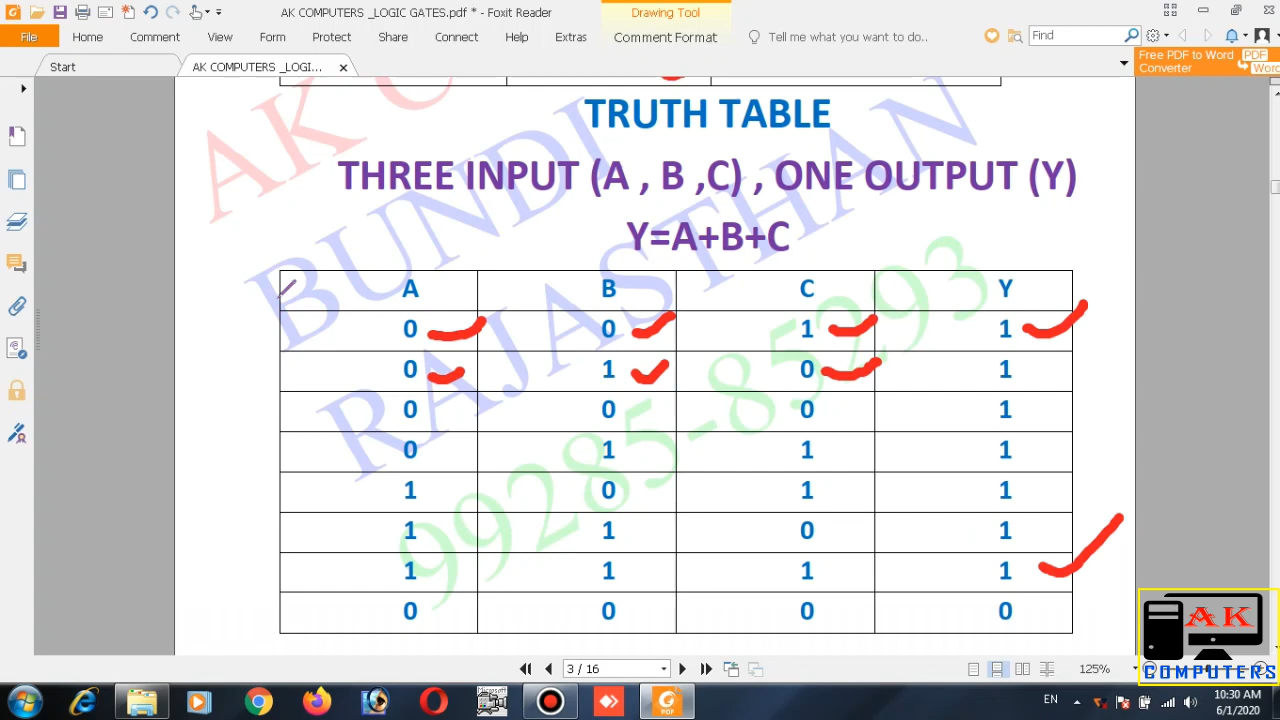 AK COMPUTERS _LOGIC GATES.pdf * - Foxit Reader
Drawing Tool
File Home Comment View Form Protect Share Connect Help Extras Comment Format Tell me what you want to do.. Find
Start AK COMPUTERS _LOGI...
Free PDF to Word Converter
PDF Word
AK C
BUNDI
RAJASTHAN
99285-85293
TRUTH TABLE
THREE INPUT (A , B ,C) , ONE OUTPUT (Y)
Y=A+B+C
A B C Y
0 0 1 1
0 1 0 1
0 0 0 1
0 1 1 1
1 0 1 1
1 1 0 1
1 1 1 1
0 0 0 0
AK
COMPUTERS
3 / 16
125%
EN
10:30 AM
6/1/2020